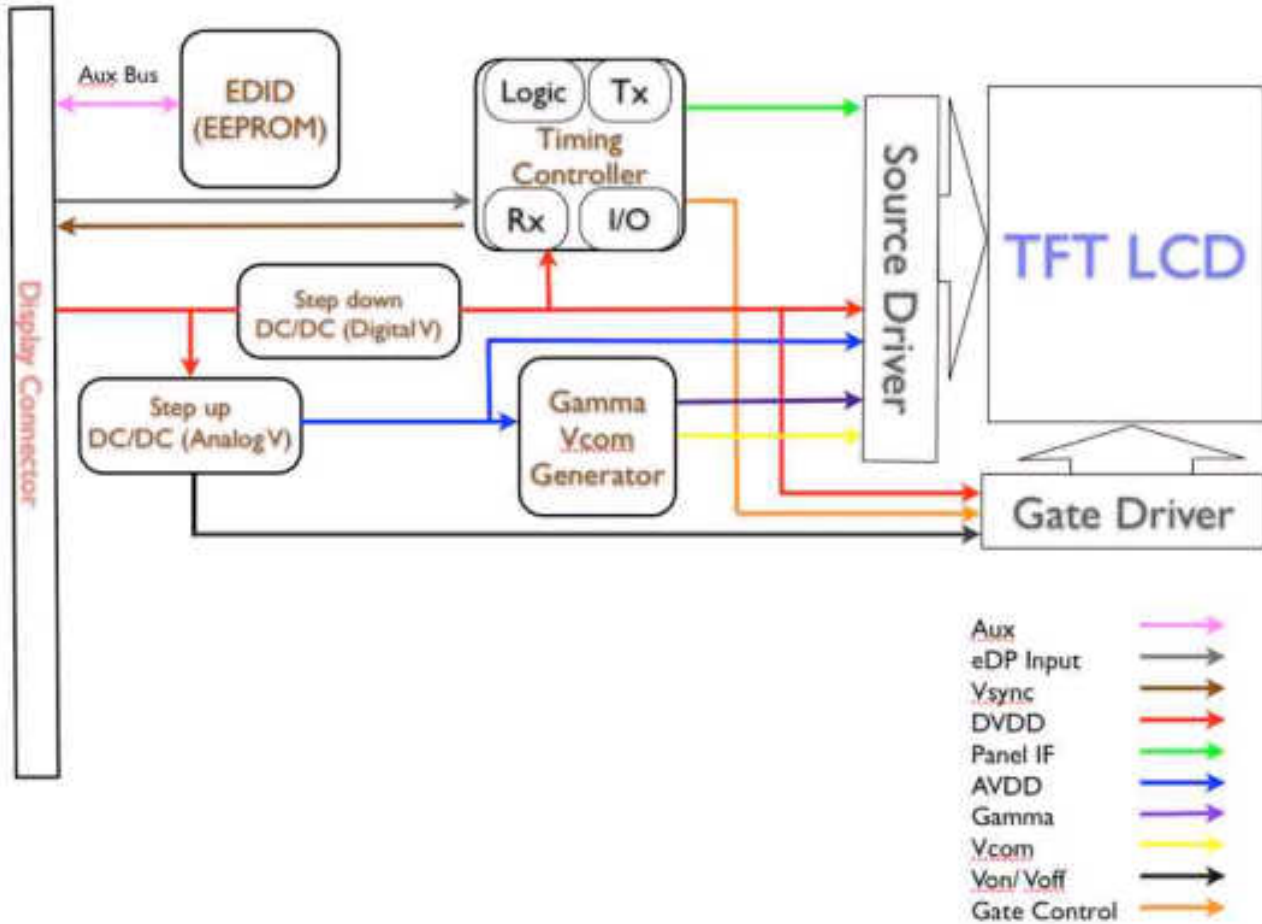 Aux Bus
EDID
(EEPROM)
Logic
Tx
Timing
Controller
Rx
I/O
Source Driver
TFT LCD
Display Connector
Step down
DC/DC (Digital V)
Step up
DC/DC (Analog V)
Gamma
Vcom
Generator
Gate Driver
Aux
eDP Input
Vsync
DVDD
Panel IF
AVDD
Gamma
Vcom
Von/ Voff
Gate Control